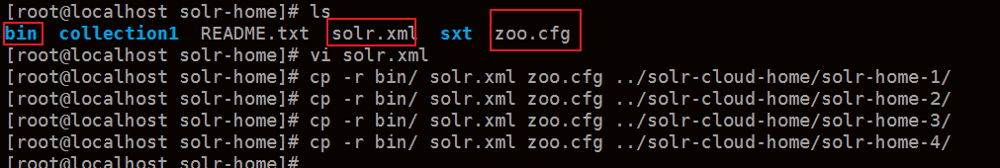 [root@localhost solr-home]# ls
bin collection1 README.txt solr.xml sxt zoo.cfg
[root@localhost solr-home]# vi solr.xml
[root@localhost solr-home]# cp -r bin/ solr.xml zoo.cfg ../solr-cloud-home/solr-home-1/
[root@localhost solr-home]# cp -r bin/ solr.xml zoo.cfg ../solr-cloud-home/solr-home-2/
[root@localhost solr-home]# cp -r bin/ solr.xml zoo.cfg ../solr-cloud-home/solr-home-3/
[root@localhost solr-home]# cp -r bin/ solr.xml zoo.cfg ../solr-cloud-home/solr-home-4/
[root@localhost solr-home]#